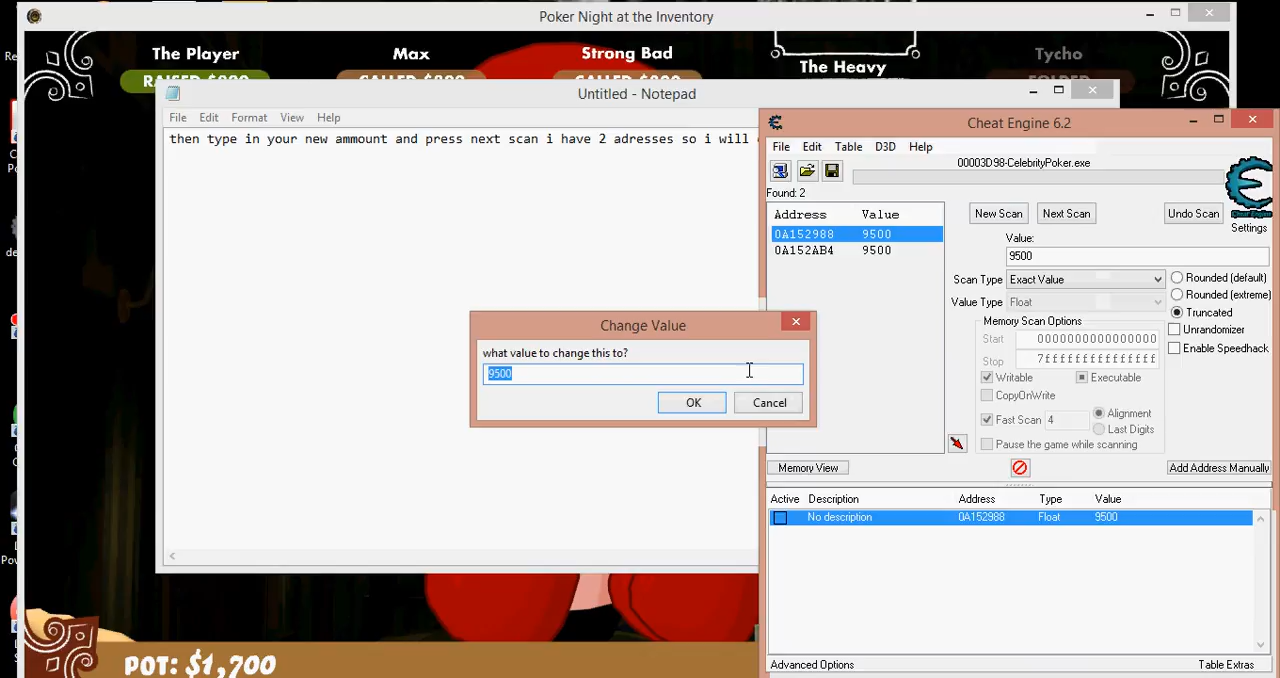 Poker Night at the Inventory
The Player
Max
Strong Bad
The Heavy
Tycho
Untitled - Notepad
File Edit Format View Help
then type in your new ammount and press next scan i have 2 adresses so i will
Cheat Engine 6.2
File Edit Table D3D Help
00003D98-CelebrityPoker.exe
Found: 2
Address Value
0A152988 9500
0A152AB4 9500
New Scan Next Scan Undo Scan
Cheat Engine
Settings
Value:
9500
Scan Type Exact Value
Value Type Float
Rounded (default)
Rounded (extreme)
Truncated
Unrandomizer
Enable Speedhack
Memory Scan Options
Start 0000000000000000
Stop 7fffffffffffffff
Writable Executable
CopyOnWrite
Fast Scan 4 Alignment
Last Digits
Pause the game while scanning
Change Value
what value to change this to?
9500
OK Cancel
Memory View
Add Address Manually
Active Description Address Type Value
No description 0A152988 Float 9500
Advanced Options
Table Extras
POT: $1,700